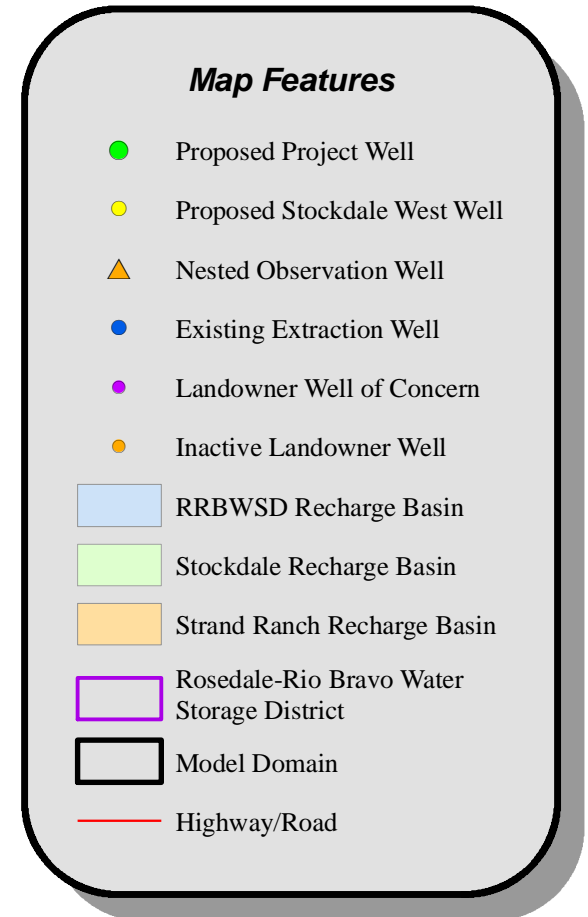 Map Features
Proposed Project Well
Proposed Stockdale West Well
Nested Observation Well
Existing Extraction Well
Landowner Well of Concern
Inactive Landowner Well
RRBWSD Recharge Basin
Stockdale Recharge Basin
Strand Ranch Recharge Basin
Rosedale-Rio Bravo Water
Storage District
Model Domain
Highway/Road